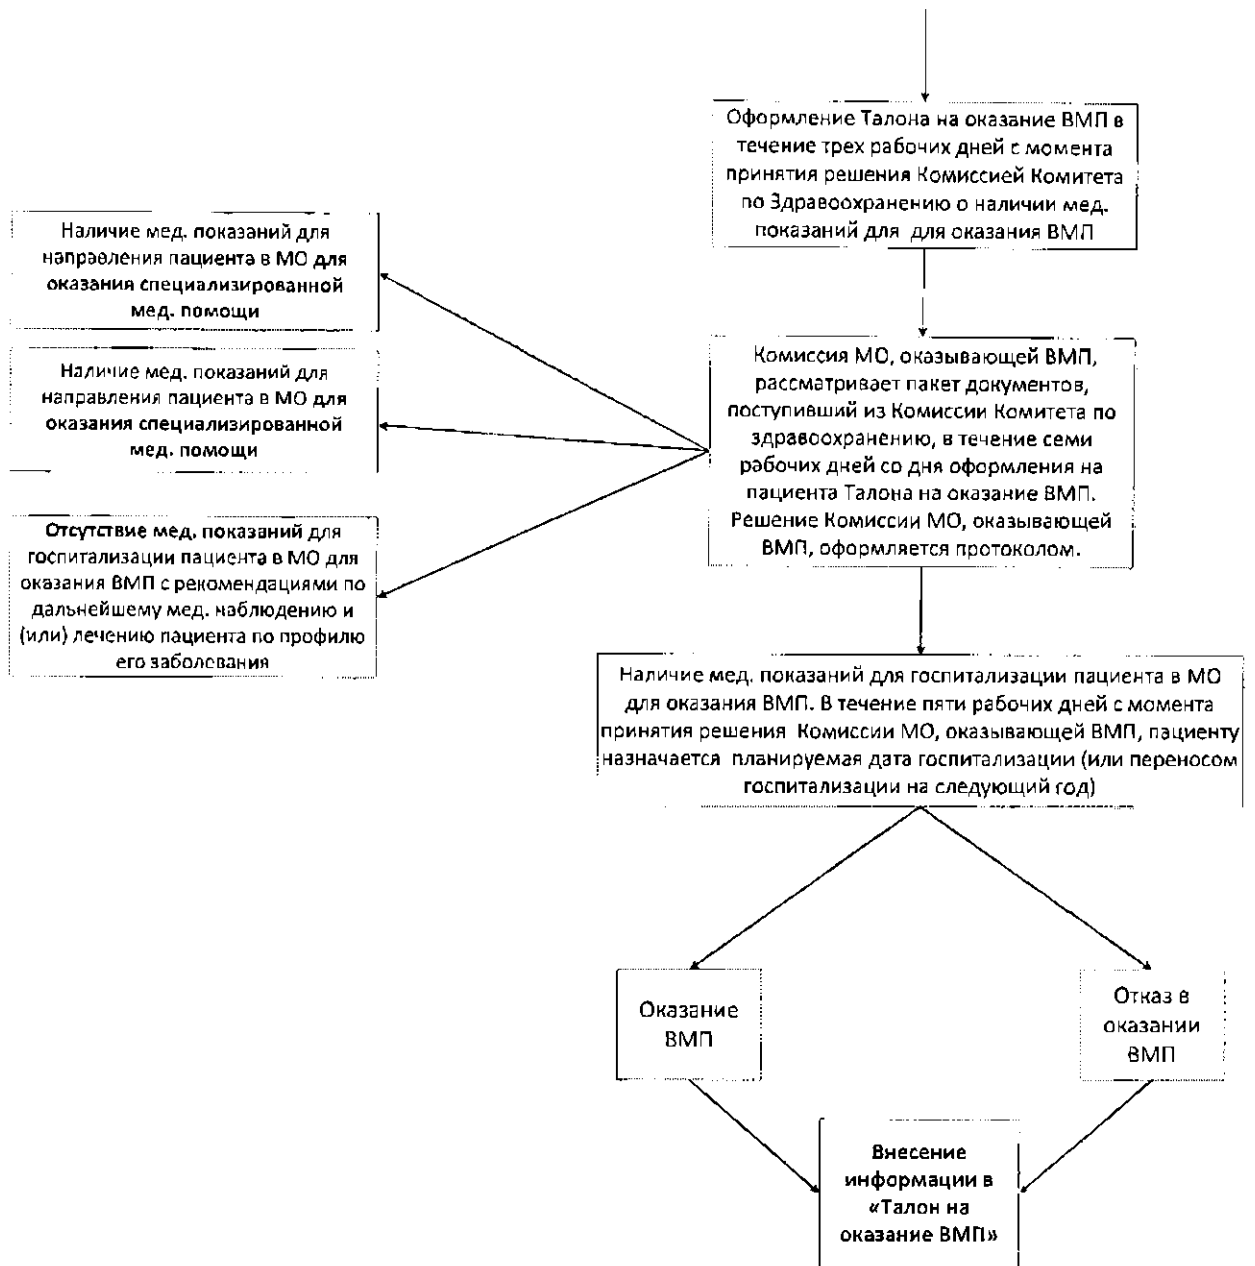 Оформление Талона на оказание ВМП в
течение трех рабочих дней с момента
принятия решения Комиссией Комитета
по Здравоохранению о наличии мед.
показаний для  для оказания ВМП
Наличие мед. показаний для
направления пациента в МО для
оказания специализированной
мед. помощи
Наличие мед. показаний для
направления пациента в МО для
оказания специализированной
мед. помощи
Отсутствие мед. показаний для
госпитализации пациента в МО для
оказания ВМП с рекомендациями по
дальнейшему мед. наблюдению и
(или) лечению пациента по профилю
его заболевания
Комиссия МО, оказывающей ВМП,
рассматривает пакет документов,
поступивший из Комиссии Комитета по
здравоохранению, в течение семи
рабочих дней со дня оформления на
пациента Талона на оказание ВМП.
Решение Комиссии МО, оказывающей
ВМП, оформляется протоколом.
Наличие мед. показаний для госпитализации пациента в МО
для оказания ВМП. В течение пяти рабочих дней с момента
принятия решения  Комиссии МО, оказывающей ВМП, пациенту
назначается  планируемая дата госпитализации (или переносом
госпитализации на следующий год)
Оказание
ВМП
Отказ в
оказании
ВМП
Внесение
информации в
«Талон на
оказание ВМП»